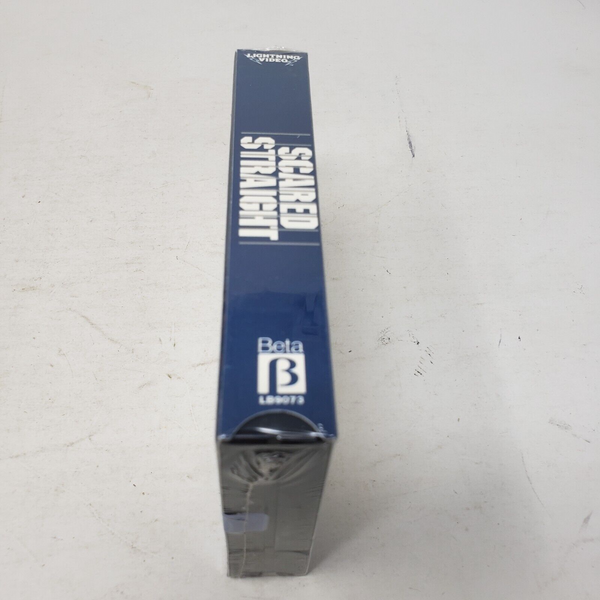 LIGHTNING
VIDEO
SCARED
STRAIGHT
Beta
β
LB9073